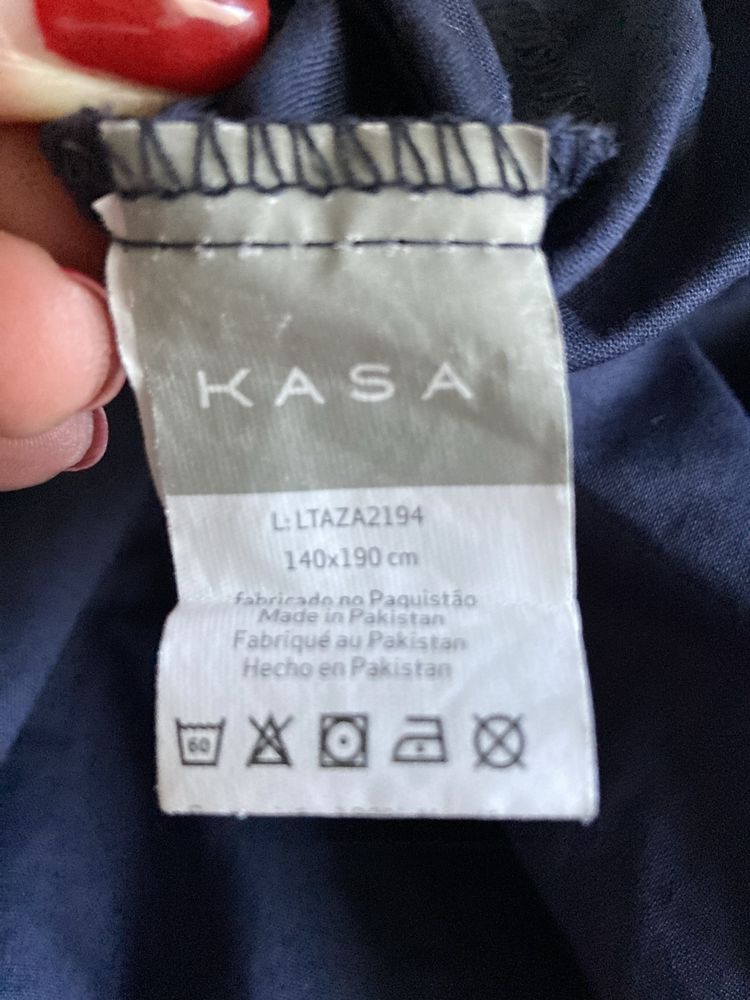 KASA
L: LTAZA2194
140x190 cm
fabricado no Paquistão
Made in Pakistan
Fabriqué au Pakistan
Hecho en Pakistan
60